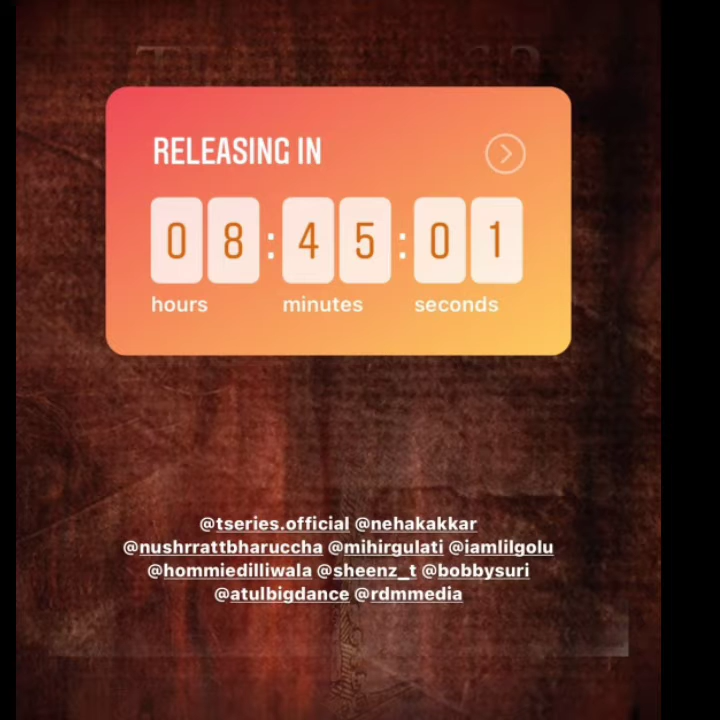 RELEASING IN
08:45:01
hours minutes seconds
@tseries.official @nehakakkar
@nushrrattbharuccha @mihirgulati @iamlilgolu
@hommiedilliwala @sheenz_t @bobbysuri
@atulbigdance @rdmmedia